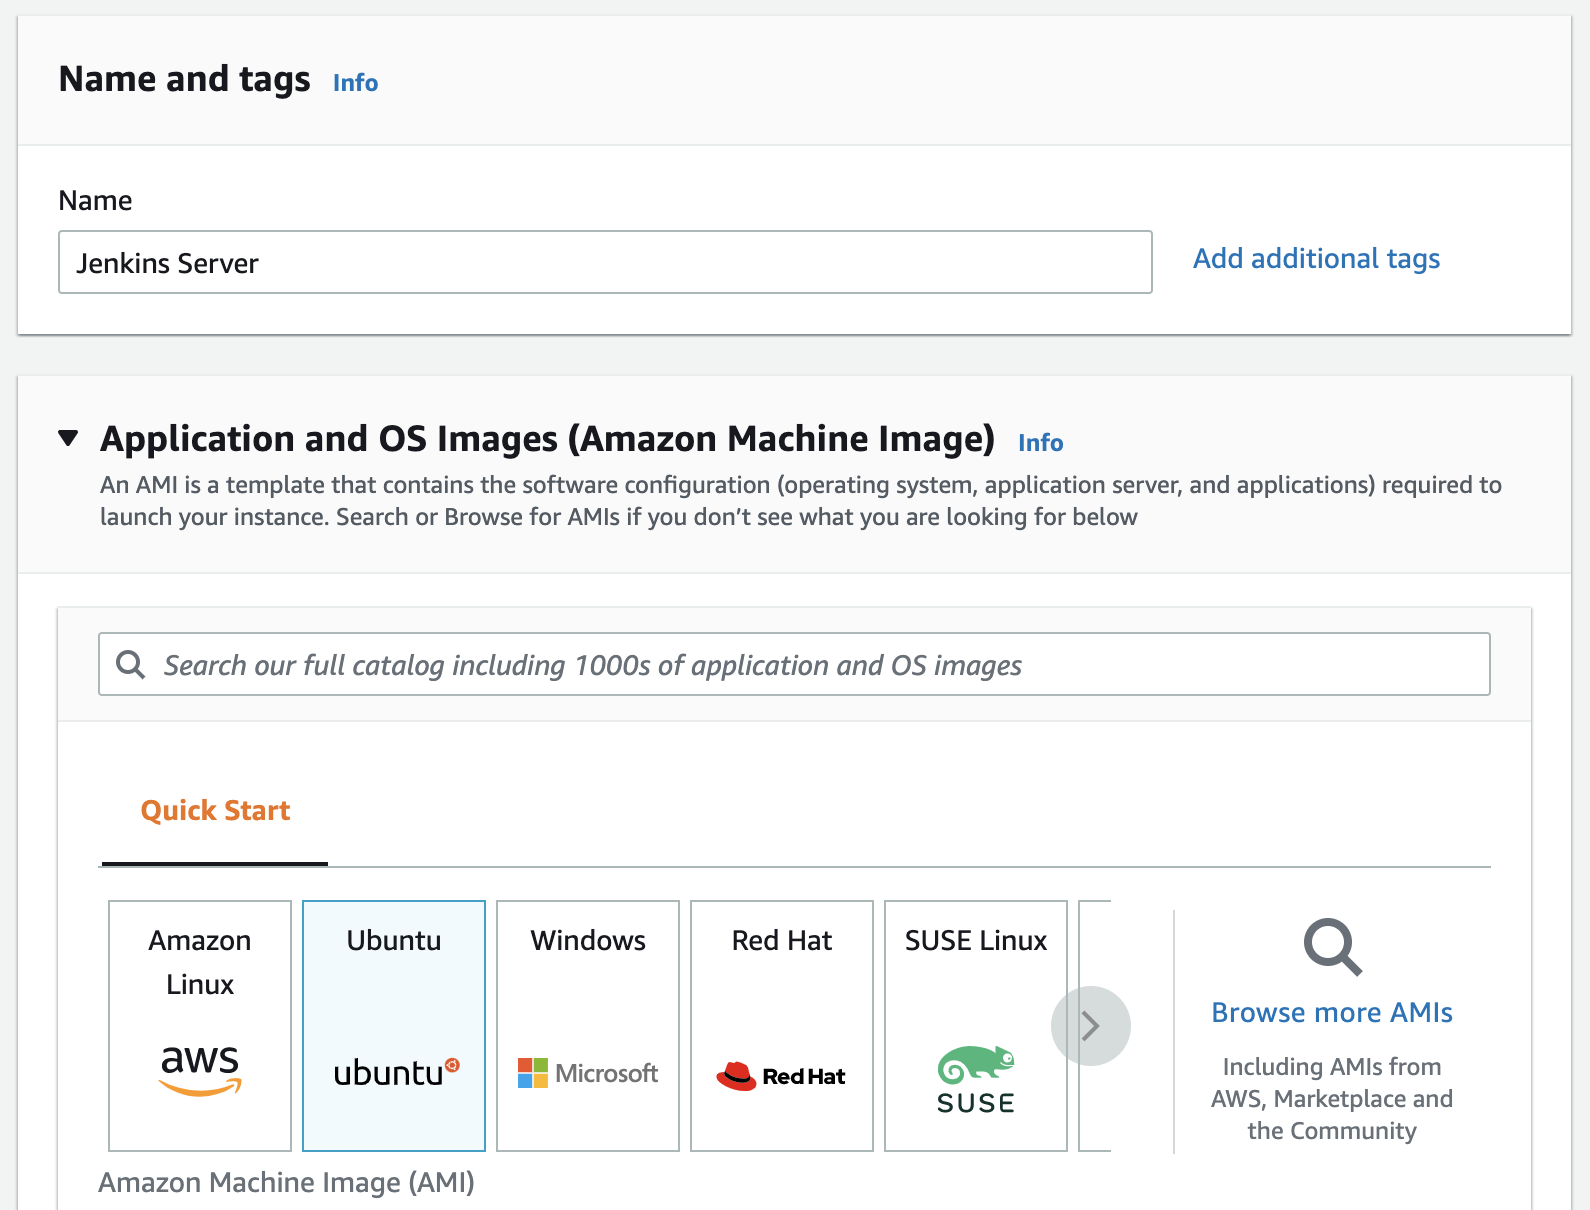 Name and tags Info
Name
Jenkins Server
Add additional tags
Application and OS Images (Amazon Machine Image) Info
An AMI is a template that contains the software configuration (operating system, application server, and applications) required to
launch your instance. Search or Browse for AMIs if you don't see what you are looking for below
Search our full catalog including 1000s of application and OS images
Quick Start
Amazon
Linux
aws
Ubuntu
ubuntu
Windows
Microsoft
Red Hat
Red Hat
SUSE Linux
SUSE
Browse more AMIs
Including AMIs from
AWS, Marketplace and
the Community
Amazon Machine Image (AMI)